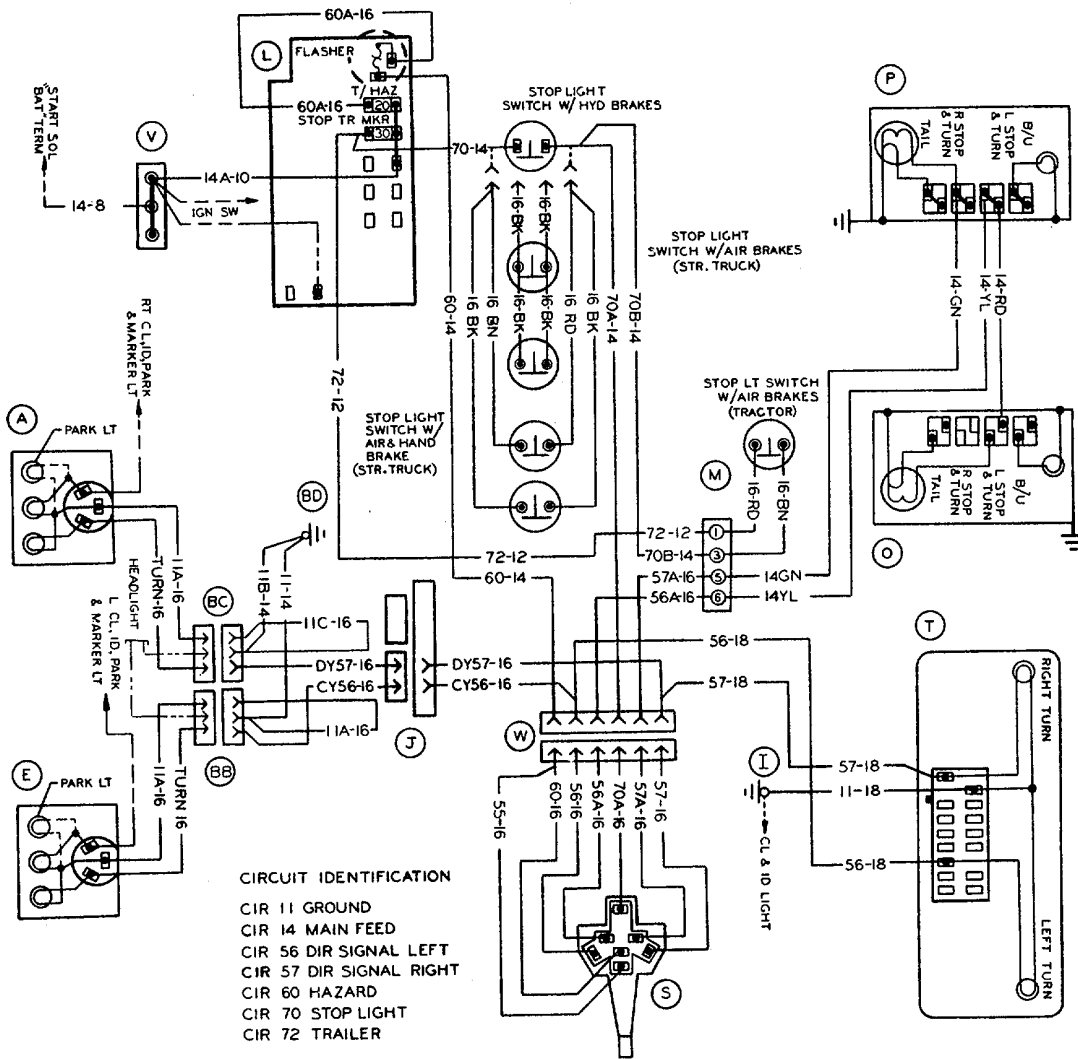 60A-16
L
FLASHER
T/ HAZ
60A-16
20
STOP TR MKR
30
70-14
STOP LIGHT
SWITCH W/ HYD BRAKES
P
TAIL
R STOP
& TURN
L STOP
& TURN
B/U
"START SOL
BAT" TERM
V
14A-10
14-8
IGN SW
16-BK
16-BK
16-BK
16-BK
STOP LIGHT
SWITCH W/AIR BRAKES
(STR. TRUCK)
60-14
16 BK
16 BN
16 RD
16 BK
70A-14
70B-14
14-GN
14-YL
14-RD
RT CL, ID, PARK
& MARKER LT
72-12
STOP LIGHT
SWITCH W/
AIR & HAND
BRAKE
(STR. TRUCK)
STOP LT SWITCH
W/AIR BRAKES
(TRACTOR)
A
PARK LT
BD
M
16-RD
16-BN
TAIL
R STOP
& TURN
L STOP
& TURN
B/U
O
72-12
72-12
1
70B-14
3
60-14
57A-16
5
14GN
56A-16
6
14YL
TURN-16
11A-16
HEADLIGHT
L CL, ID, PARK
& MARKER LT
BC
11B-14
11-14
11C-16
DY57-16
DY57-16
CY56-16
CY56-16
11A-16
J
BB
56-18
57-18
W
T
RIGHT TURN
E
PARK LT
11A-16
TURN 16
55-16
60-16
56-16
56A-16
70A-16
57A-16
57-16
I
57-18
11-18
56-18
CL & ID LIGHT
LEFT TURN
S
CIRCUIT IDENTIFICATION
CIR 11 GROUND
CIR 14 MAIN FEED
CIR 56 DIR SIGNAL LEFT
CIR 57 DIR SIGNAL RIGHT
CIR 60 HAZARD
CIR 70 STOP LIGHT
CIR 72 TRAILER